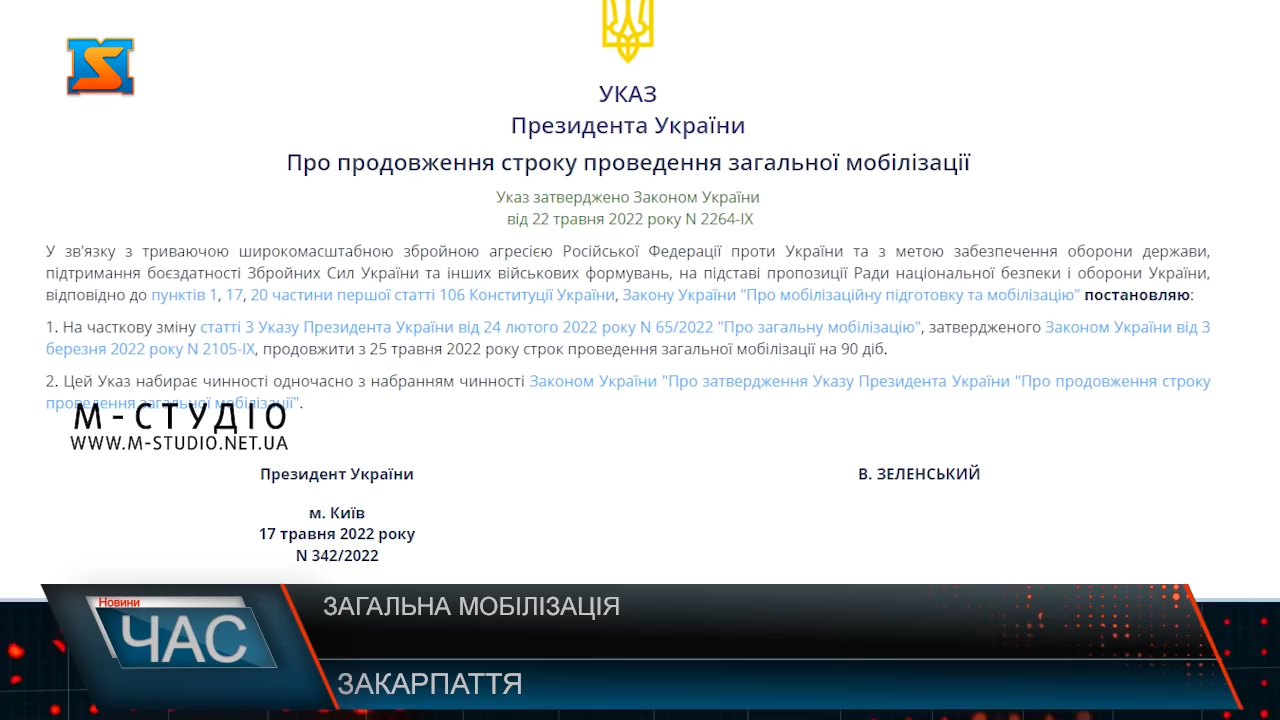 УКАЗ
Президента України
Про продовження строку проведення загальної мобілізації
Указ затверджено Законом України
від 22 травня 2022 року N 2264-IX
У зв'язку з триваючою широкомасштабною збройною агресією Російської Федерації проти України та з метою забезпечення оборони держави,
підтримання боєздатності Збройних Сил України та інших військових формувань, на підставі пропозиції Ради національної безпеки і оборони України,
відповідно до пунктів 1, 17, 20 частини першої статті 106 Конституції України, Закону України "Про мобілізаційну підготовку та мобілізацію" постановляю:
1. На часткову зміну статті 3 Указу Президента України від 24 лютого 2022 року N 65/2022 "Про загальну мобілізацію", затвердженого Законом України від 3
березня 2022 року N 2105-IX, продовжити з 25 травня 2022 року строк проведення загальної мобілізації на 90 діб.
2. Цей Указ набирає чинності одночасно з набранням чинності Законом України "Про затвердження Указу Президента України "Про продовження строку
проведення загальної мобілізації".
М-СТУДІО
WWW.M-STUDIO.NET.UA
Президент України В. ЗЕЛЕНСЬКИЙ
м. Київ
17 травня 2022 року
N 342/2022
Новини
ЧАС
ЗАГАЛЬНА МОБІЛІЗАЦІЯ
ЗАКАРПАТТЯ